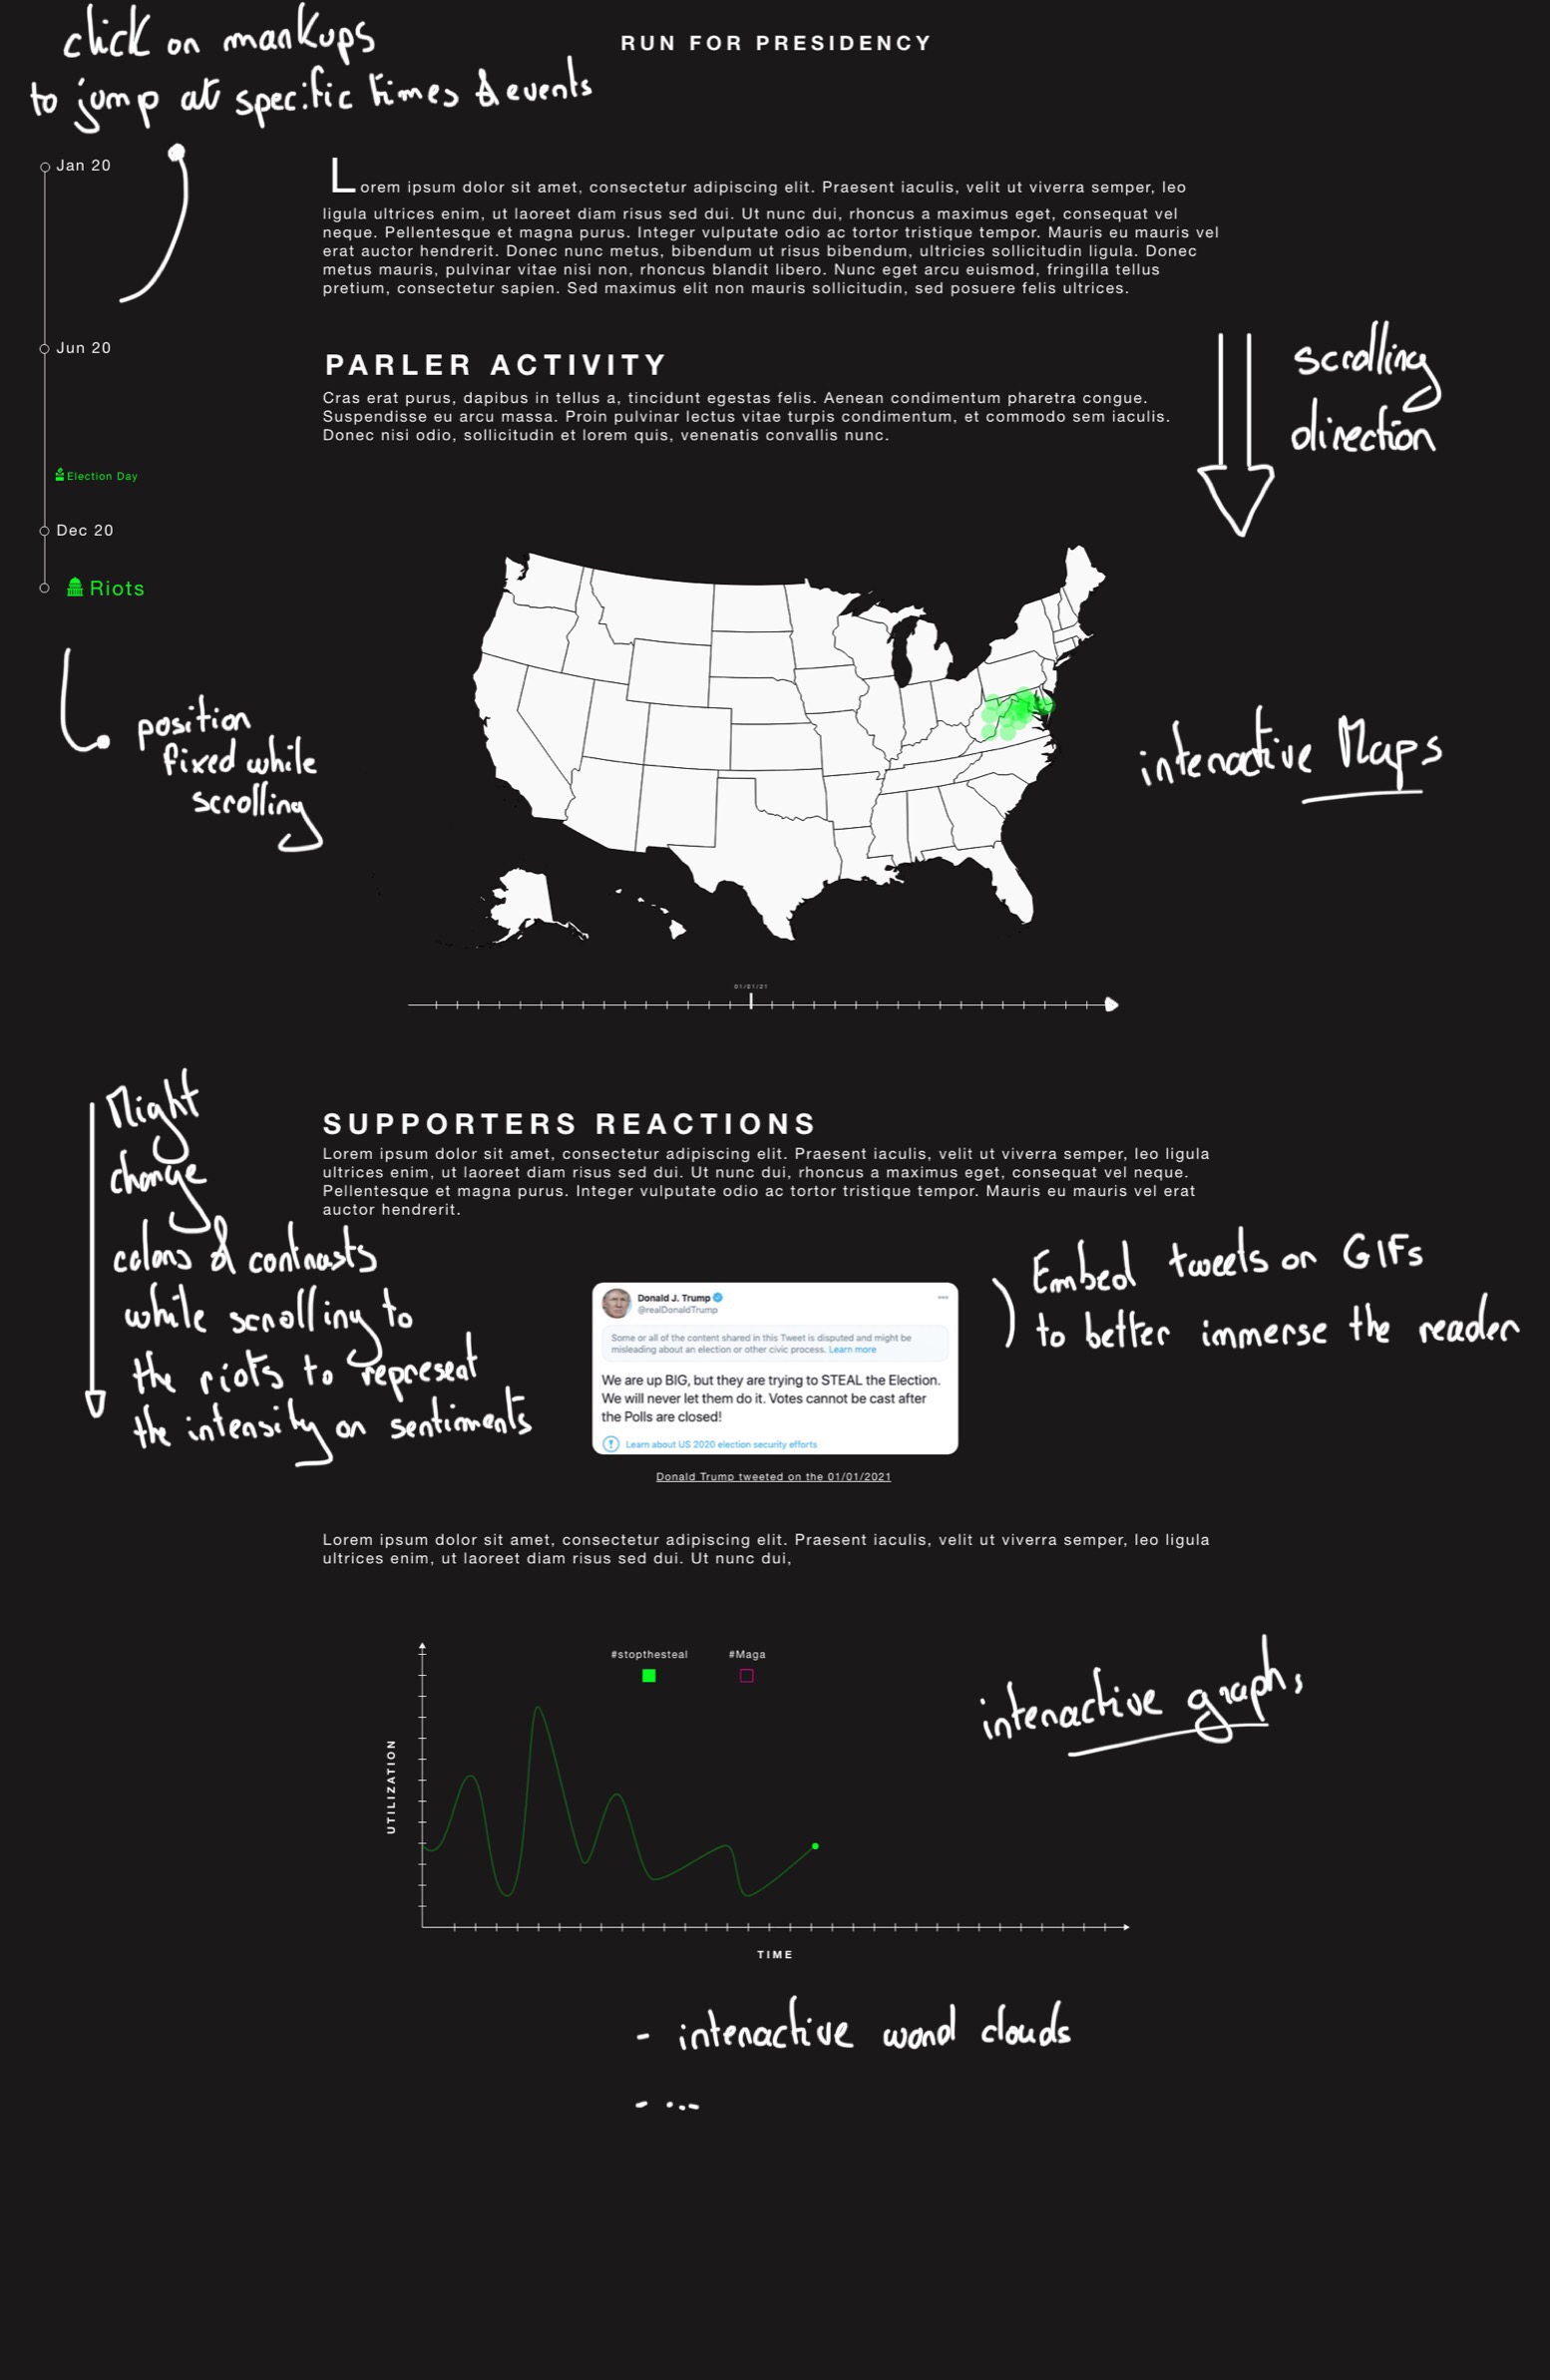 click on markups
to jump at specific times & events
RUN FOR PRESIDENCY
Jan 20
Jun 20
Election Day
Dec 20
Riots
position
fixed while
scrolling
Lorem ipsum dolor sit amet, consectetur adipiscing elit. Praesent iaculis, velit ut viverra semper, leo
ligula ultrices enim, ut laoreet diam risus sed dui. Ut nunc dui, rhoncus a maximus eget, consequat vel
neque. Pellentesque et magna purus. Integer vulputate odio ac tortor tristique tempor. Mauris eu mauris vel
erat auctor hendrerit. Donec nunc metus, bibendum ut risus bibendum, ultricies sollicitudin ligula. Donec
metus mauris, pulvinar vitae nisi non, rhoncus blandit libero. Nunc eget arcu euismod, fringilla tellus
pretium, consectetur sapien. Sed maximus elit non mauris sollicitudin, sed posuere felis ultrices.
PARLER ACTIVITY
Cras erat purus, dapibus in tellus a, tincidunt egestas felis. Aenean condimentum pharetra congue.
Suspendisse eu arcu massa. Proin pulvinar lectus vitae turpis condimentum, et commodo sem iaculis.
Donec nisi odio, sollicitudin et lorem quis, venenatis convallis nunc.
scrolling
direction
interactive Maps
01/01/21
Might
change
colors & contrasts
while scrolling to
the riots to represeat
the intensity on sentiments
SUPPORTERS REACTIONS
Lorem ipsum dolor sit amet, consectetur adipiscing elit. Praesent iaculis, velit ut viverra semper, leo ligula
ultrices enim, ut laoreet diam risus sed dui. Ut nunc dui, rhoncus a maximus eget, consequat vel neque.
Pellentesque et magna purus. Integer vulputate odio ac tortor tristique tempor. Mauris eu mauris vel erat
auctor hendrerit.
Donald J. Trump
@realDonaldTrump
Some or all of the content shared in this Tweet is disputed and might be
misleading about an election or other civic process. Learn more
We are up BIG, but they are trying to STEAL the Election.
We will never let them do it. Votes cannot be cast after
the Polls are closed!
Learn about US 2020 election security efforts
Donald Trump tweeted on the 01/01/2021
Embed tweets or GIFs
to better immerse the reader
Lorem ipsum dolor sit amet, consectetur adipiscing elit. Praesent iaculis, velit ut viverra semper, leo ligula
ultrices enim, ut laoreet diam risus sed dui. Ut nunc dui,
#stopthesteal #Maga
UTILIZATION
TIME
interactive graphs
- interactive word clouds
- ...